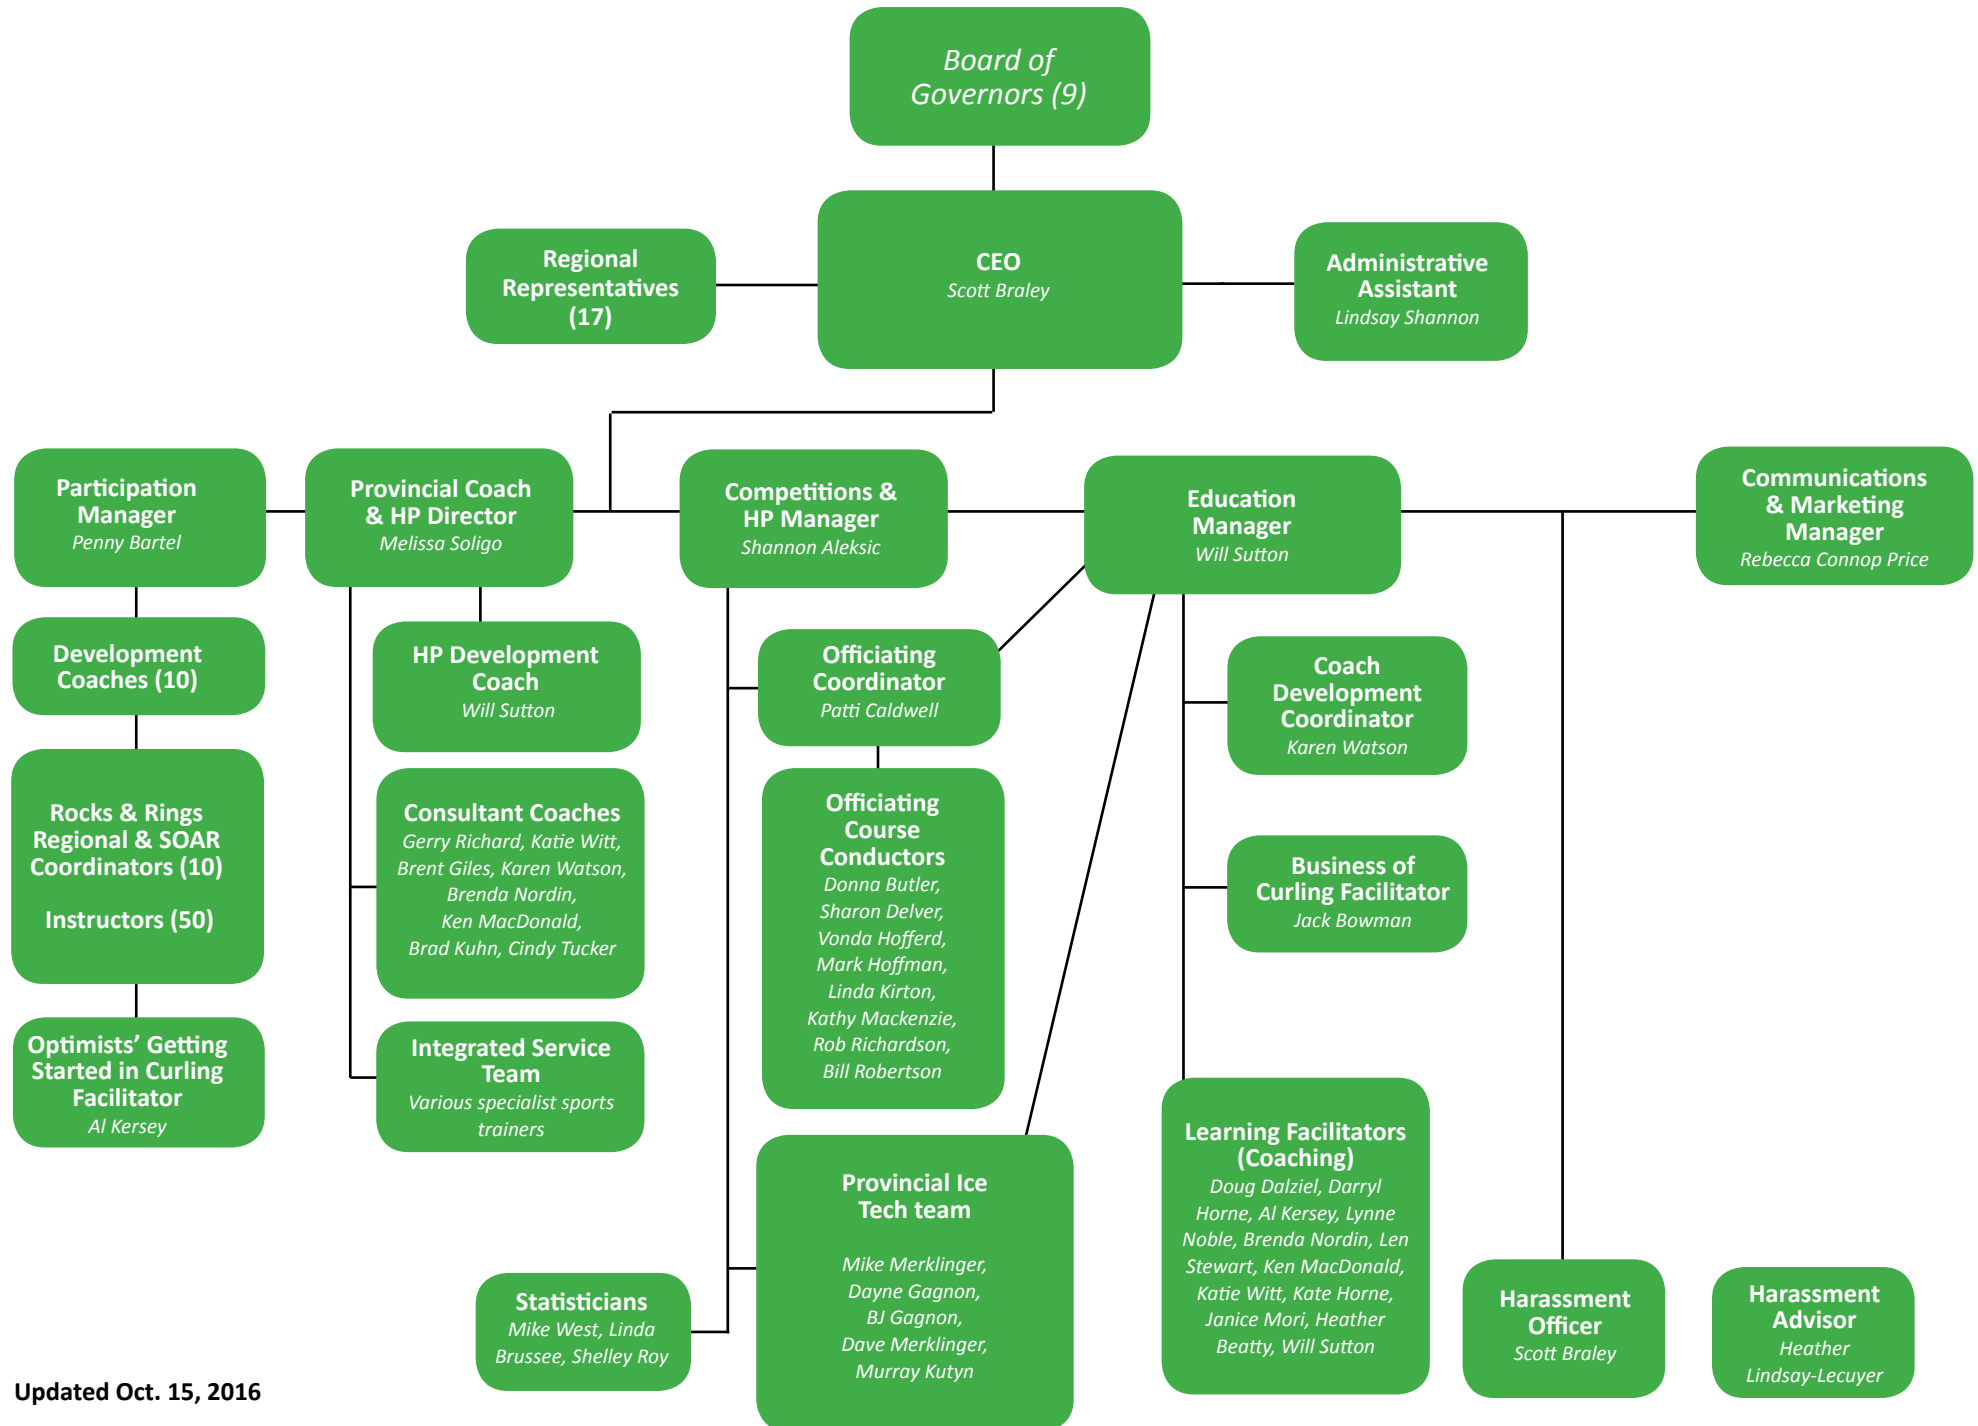 Board of
Governors (9)
CEO
Scott Braley
Regional
Representatives
(17)
Administrative
Assistant
Lindsay Shannon
Participation
Manager
Penny Bartel
Provincial Coach
& HP Director
Melissa Soligo
Competitions &
HP Manager
Shannon Aleksic
Education
Manager
Will Sutton
Communications
& Marketing
Manager
Rebecca Connop Price
Development
Coaches (10)
Rocks & Rings
Regional & SOAR
Coordinators (10)
Instructors (50)
Optimists’ Getting
Started in Curling
Facilitator
Al Kersey
HP Development
Coach
Will Sutton
Consultant Coaches
Gerry Richard, Katie Witt,
Brent Giles, Karen Watson,
Brenda Nordin,
Ken MacDonald,
Brad Kuhn, Cindy Tucker
Integrated Service
Team
Various specialist sports
trainers
Officiating
Coordinator
Patti Caldwell
Officiating
Course
Conductors
Donna Butler,
Sharon Delver,
Vonda Hofferd,
Mark Hoffman,
Linda Kirton,
Kathy Mackenzie,
Rob Richardson,
Bill Robertson
Provincial Ice
Tech team
Mike Merklinger,
Dayne Gagnon,
BJ Gagnon,
Dave Merklinger,
Murray Kutyn
Statisticians
Mike West, Linda
Brussee, Shelley Roy
Coach
Development
Coordinator
Karen Watson
Business of
Curling Facilitator
Jack Bowman
Learning Facilitators
(Coaching)
Doug Dalziel, Darryl
Horne, Al Kersey, Lynne
Noble, Brenda Nordin, Len
Stewart, Ken MacDonald,
Katie Witt, Kate Horne,
Janice Mori, Heather
Beatty, Will Sutton
Harassment
Officer
Scott Braley
Harassment
Advisor
Heather
Lindsay-Lecuyer
Updated Oct. 15, 2016